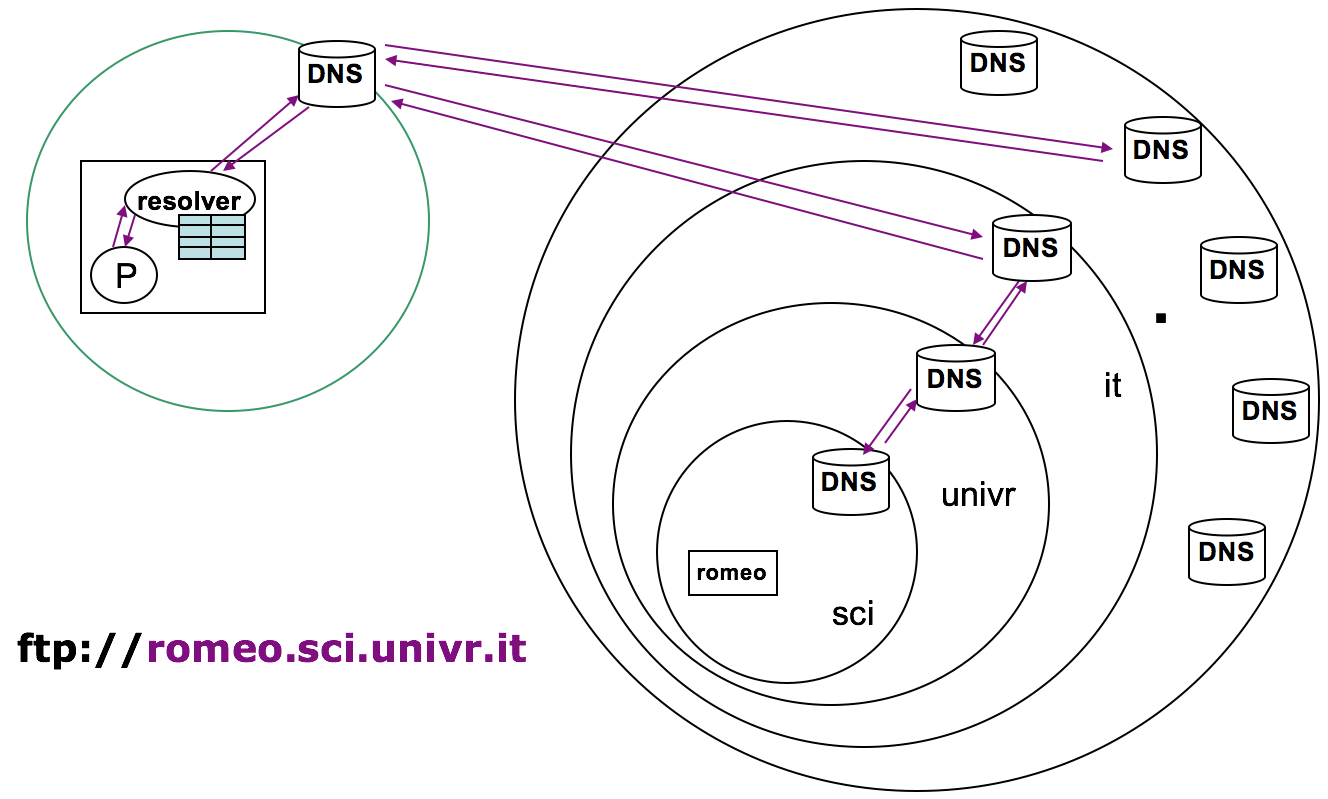 DNS
resolver
P
DNS
DNS
DNS
DNS
.
it
DNS
DNS
univr
DNS
DNS
romeo
sci
ftp://romeo.sci.univr.it